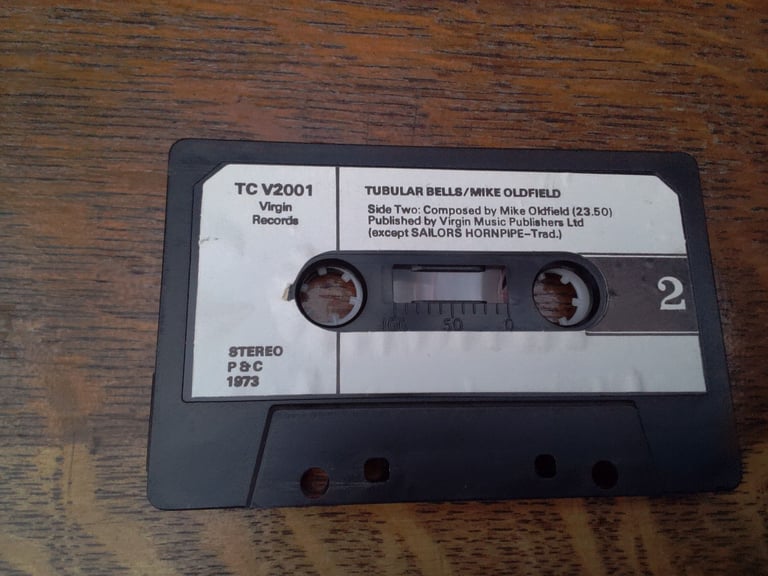 TC V2001
Virgin
Records
TUBULAR BELLS/MIKE OLDFIELD
Side Two: Composed by Mike Oldfield (23.50)
Published by Virgin Music Publishers Ltd
(except SAILORS HORNPIPE–Trad.)
2
100 50 0
STEREO
P & C
1973